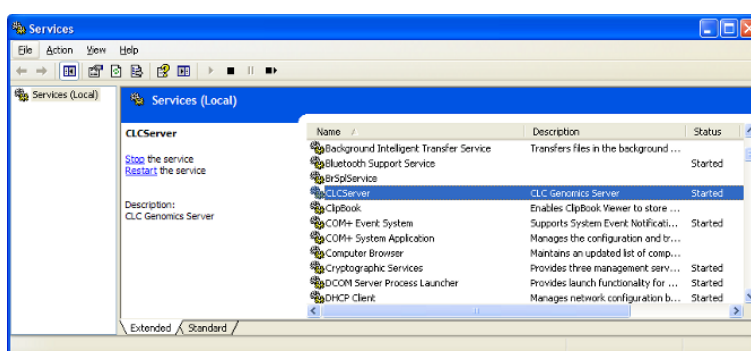 Services
File Action View Help
Services (Local)
Services (Local)
CLCServer
Stop the service
Restart the service
Description:
CLC Genomics Server
Name Description Status
Background Intelligent Transfer Service Transfers files in the background ...
Bluetooth Support Service Started
BrSplService
CLCServer CLC Genomics Server Started
ClipBook Enables ClipBook Viewer to store ...
COM+ Event System Supports System Event Notificati... Started
COM+ System Application Manages the configuration and tr...
Computer Browser Maintains an updated list of comp...
Cryptographic Services Provides three management serv... Started
DCOM Server Process Launcher Provides launch functionality for ... Started
DHCP Client Manages network configuration b... Started
Extended Standard